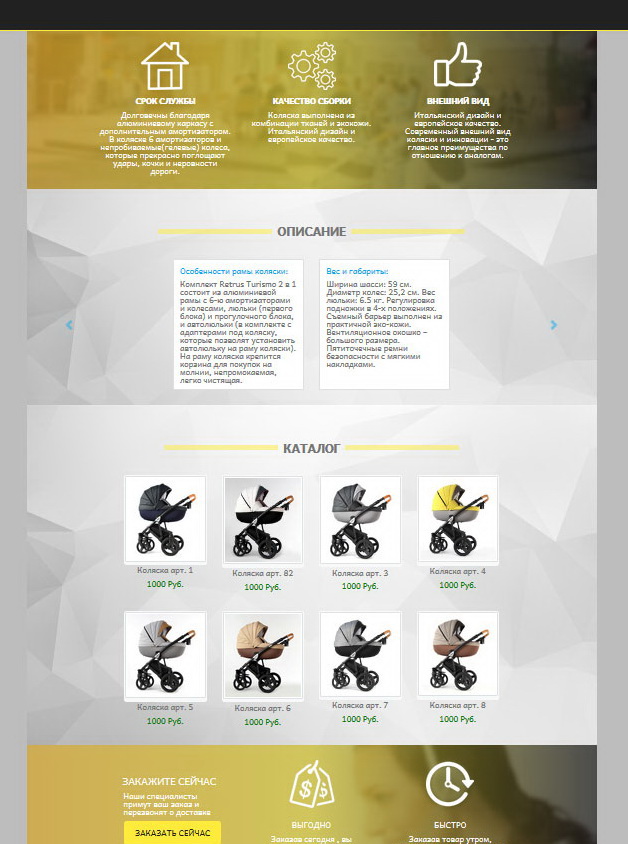 СРОК СЛУЖБЫ
Долговечны благодаря
алюминиевому каркасу с
дополнительным амортизатором.
В коляске 6 амортизаторов и
непробиваемые(гелевые) колеса,
которые прекрасно поглощают
удары, кочки и неровности
дороги.
КАЧЕСТВО СБОРКИ
Коляска выполнена из
комбинации тканей и экокожи.
Итальянский дизайн и
европейское качество.
ВНЕШНИЙ ВИД
Итальянский дизайн и
европейское качество.
Современный внешний вид
коляски и инновации - это
главное преимущества по
отношению к аналогам.
ОПИСАНИЕ
Особенности рамы коляски:
Комплект Retrus Turismo 2 в 1
состоит из алюминиевой
рамы с 6-ю амортизаторами
и колесами, люльки (первого
блока) и прогулочного блока,
и автолюльки (в комплекте с
адаптерами под коляску,
которые позволят установить
автолюльку на раму коляски).
На раму коляска крепится
корзина для покупок на
молнии, непромокаемая,
легко чистящая.
Вес и габариты:
Ширина шасси: 59 см.
Диаметр колес: 25,2 см. Вес
люльки: 6.5 кг. Регулировка
подножки в 4-х положениях.
Съемный барьер выполнен из
практичной эко-кожи.
Вентиляционное окошко –
большого размера.
Пятиточечные ремни
безопасности с мягкими
накладками.
КАТАЛОГ
Коляска арт. 1
1000 Руб.
Коляска арт. 82
1000 Руб.
Коляска арт. 3
1000 Руб.
Коляска арт. 4
1000 Руб.
Коляска арт. 5
1000 Руб.
Коляска арт. 6
1000 Руб.
Коляска арт. 7
1000 Руб.
Коляска арт. 8
1000 Руб.
ЗАКАЖИТЕ СЕЙЧАС
Наши специалисты
примут ваш заказ и
перезвонят о доставке
ЗАКАЗАТЬ СЕЙЧАС
ВЫГОДНО
Заказав сегодня , вы
БЫСТРО
Заказав товар утром,